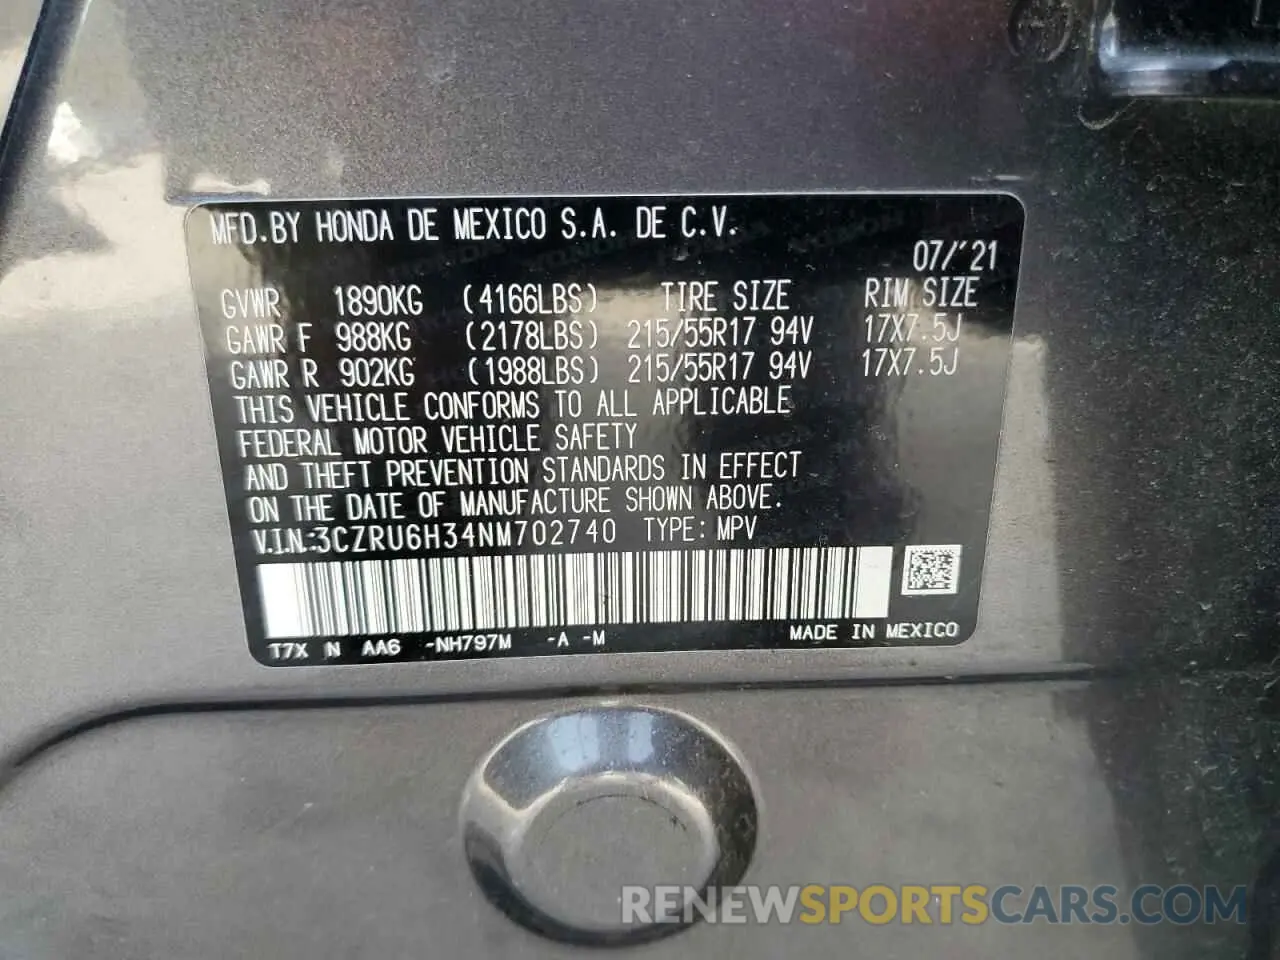 MFD.BY HONDA DE MEXICO S.A. DE C.V.
07/'21
GVWR 1890KG (4166LBS) TIRE SIZE RIM SIZE
GAWR F 988KG (2178LBS) 215/55R17 94V 17X7.5J
GAWR R 902KG (1988LBS) 215/55R17 94V 17X7.5J
THIS VEHICLE CONFORMS TO ALL APPLICABLE
FEDERAL MOTOR VEHICLE SAFETY
AND THEFT PREVENTION STANDARDS IN EFFECT
ON THE DATE OF MANUFACTURE SHOWN ABOVE.
V.I.N.:3CZRU6H34NM702740 TYPE: MPV
T7X N AA6 -NH797M -A -M MADE IN MEXICO
RENEWSPORTSCARS.COM